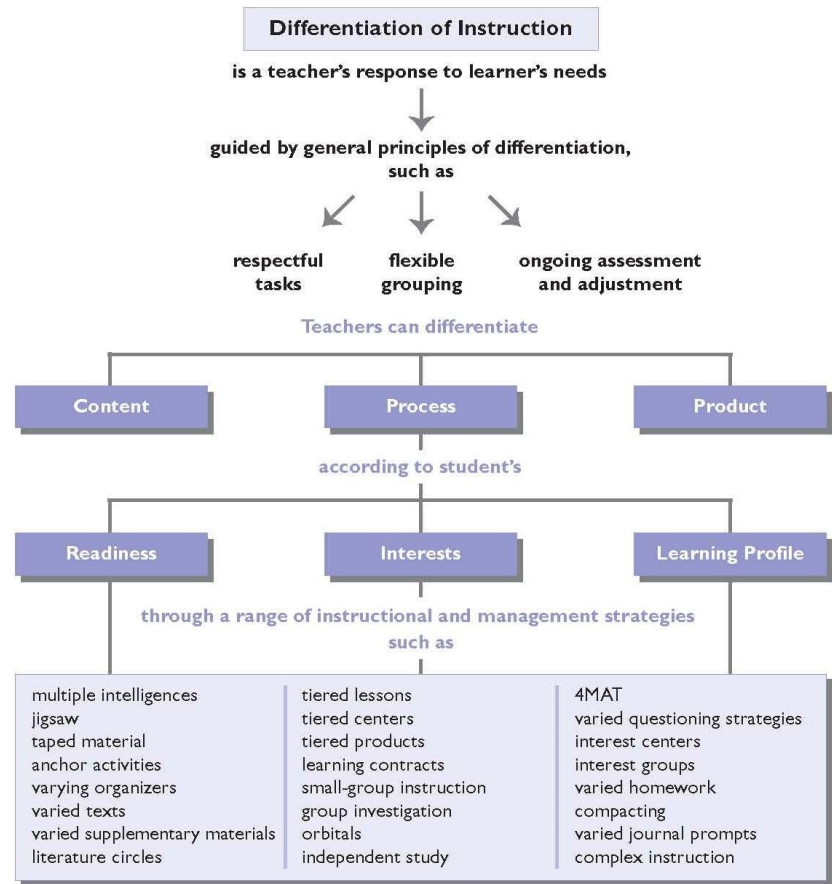 Differentiation of Instruction
is a teacher's response to learner's needs
guided by general principles of differentiation,
such as
respectful
tasks
flexible
grouping
ongoing assessment
and adjustment
Teachers can differentiate
Content
Process
Product
according to student's
Readiness
Interests
Learning Profile
through a range of instructional and management strategies
such as
multiple intelligences
jigsaw
taped material
anchor activities
varying organizers
varied texts
varied supplementary materials
literature circles
tiered lessons
tiered centers
tiered products
learning contracts
small-group instruction
group investigation
orbitals
independent study
4MAT
varied questioning strategies
interest centers
interest groups
varied homework
compacting
varied journal prompts
complex instruction